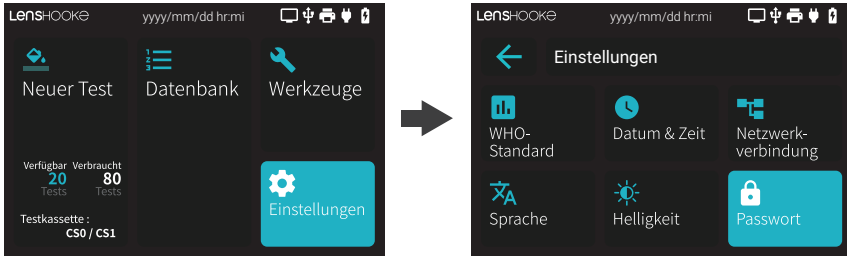 LensHOOKE yyyy/mm/dd hr:mi
Neuer Test
Datenbank
Werkzeuge
Verfügbar Verbraucht
20 80
Tests Tests
Testkassette :
CS0 / CS1
Einstellungen
LensHOOKE yyyy/mm/dd hr:mi
Einstellungen
WHO-
Standard
Datum & Zeit
Netzwerk-
verbindung
Sprache
Helligkeit
Passwort